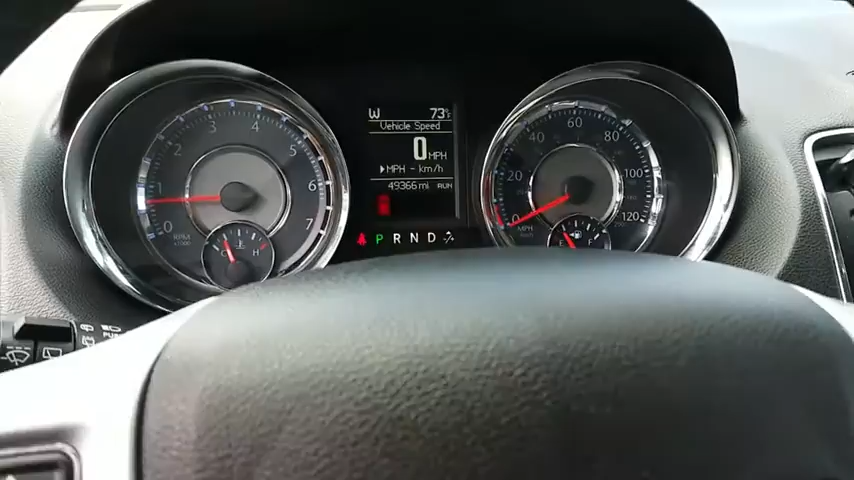 W 73°F
Vehicle Speed
0 MPH
MPH - km/h
49366 mi RUN
P R N D
0 1 2 3 4 5 6 7
RPM
x1000
C H
0 20 40 60 80 100 120
MPH
F